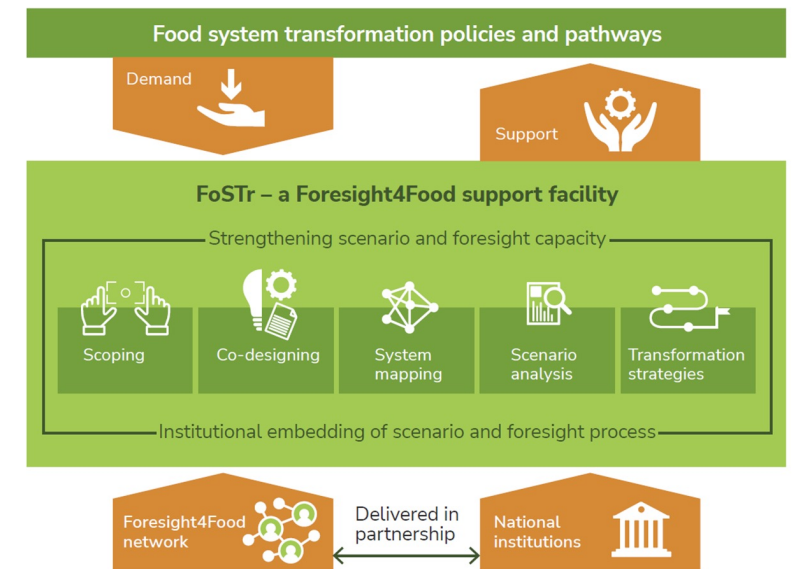 Food system transformation policies and pathways
Demand
Support
FoSTr – a Foresight4Food support facility
Strengthening scenario and foresight capacity
Scoping
Co-designing
System
mapping
Scenario
analysis
Transformation
strategies
Institutional embedding of scenario and foresight process
Foresight4Food
network
Delivered in
partnership
National
institutions